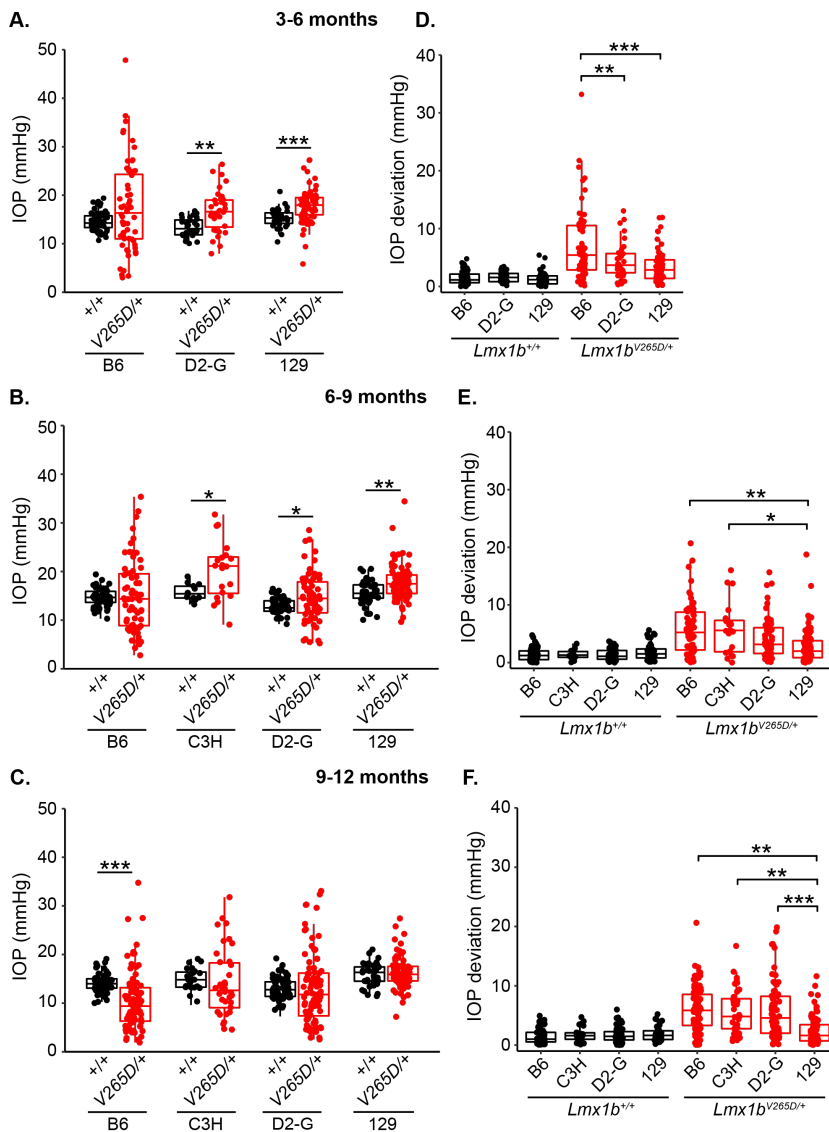 A.
3-6 months
IOP (mmHg)
50
40
30
20
10
0
** ***
+/+ V265D/+ +/+ V265D/+ +/+ V265D/+
B6 D2-G 129
D.
IOP deviation (mmHg)
40
30
20
10
0
***
**
B6 D2-G 129 B6 D2-G 129
Lmx1b+/+ Lmx1bV265D/+
B.
6-9 months
IOP (mmHg)
50
40
30
20
10
0
* * **
+/+ V265D/+ +/+ V265D/+ +/+ V265D/+ +/+ V265D/+
B6 C3H D2-G 129
E.
IOP deviation (mmHg)
40
30
20
10
0
**
*
B6 C3H D2-G 129 B6 C3H D2-G 129
Lmx1b+/+ Lmx1bV265D/+
C.
9-12 months
IOP (mmHg)
50
40
30
20
10
0
***
+/+ V265D/+ +/+ V265D/+ +/+ V265D/+ +/+ V265D/+
B6 C3H D2-G 129
F.
IOP deviation (mmHg)
40
30
20
10
0
**
**
***
B6 C3H D2-G 129 B6 C3H D2-G 129
Lmx1b+/+ Lmx1bV265D/+